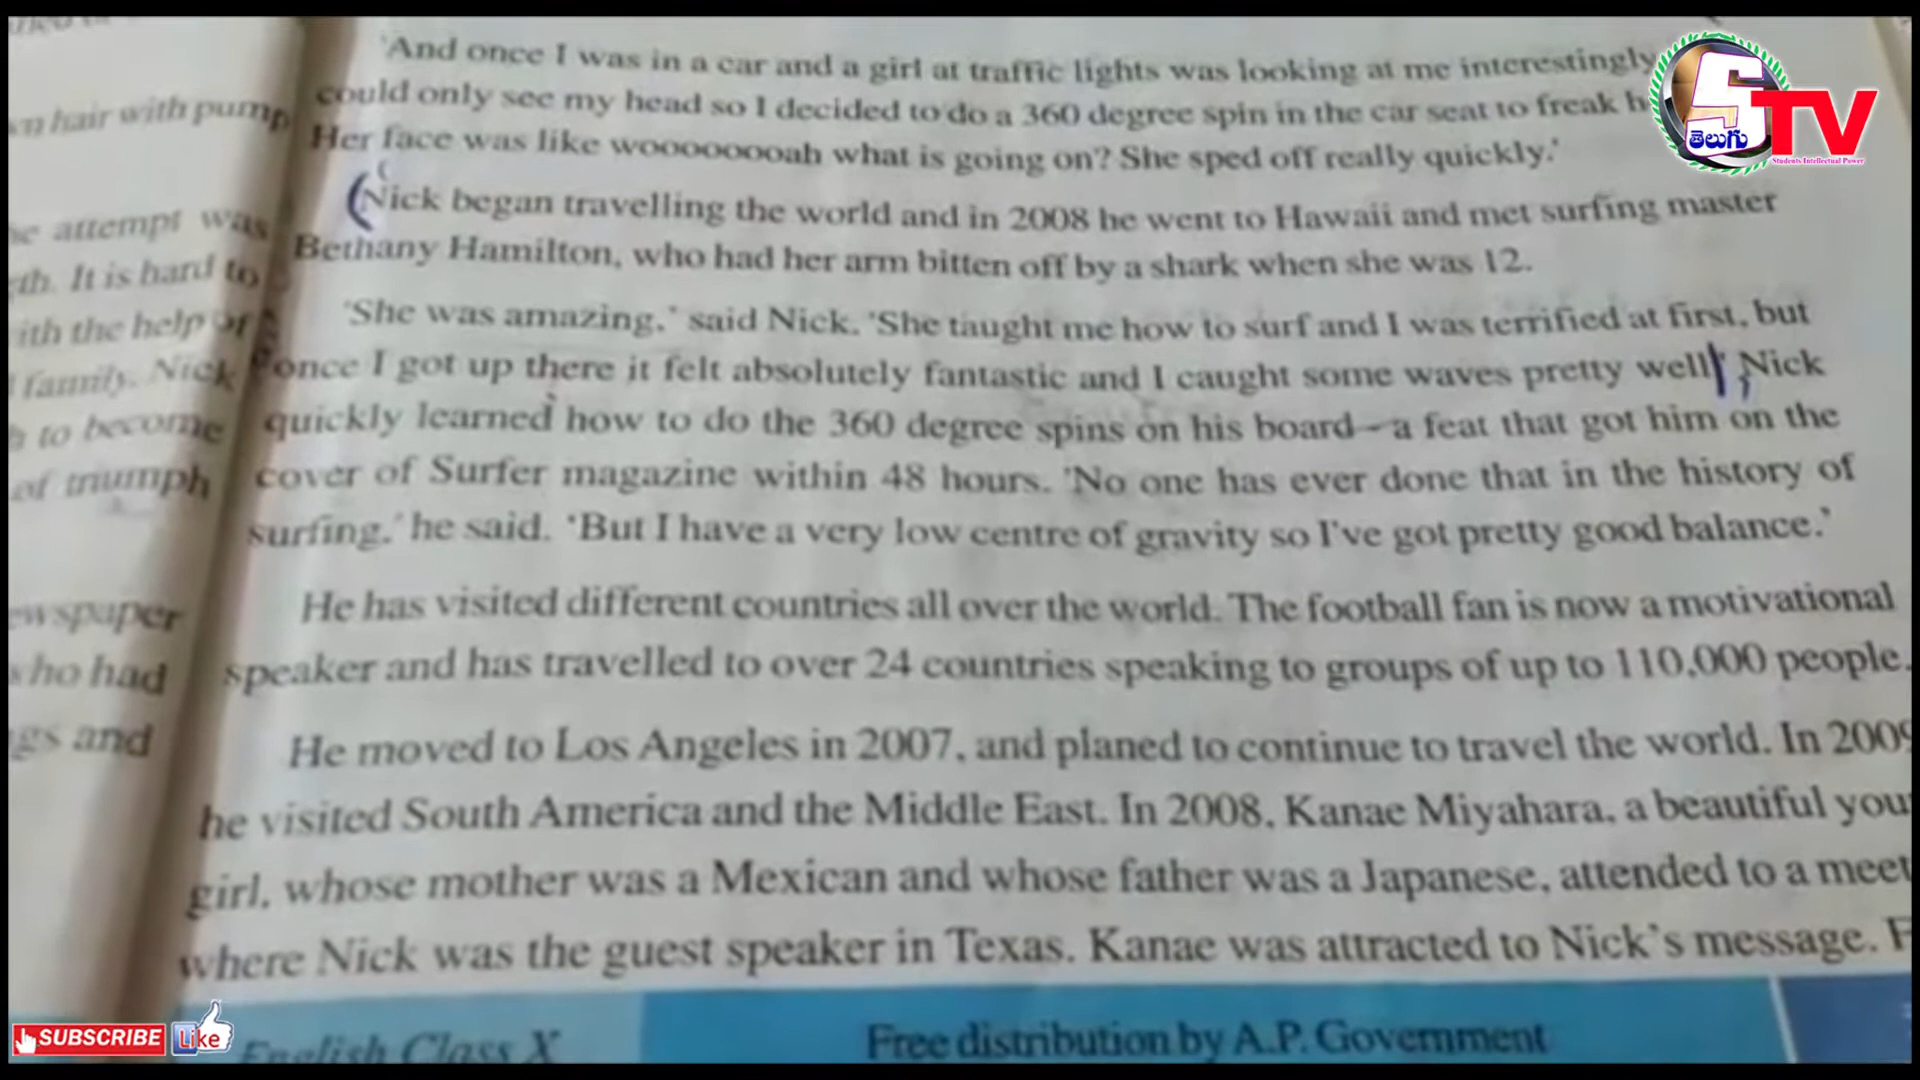 'And once I was in a car and a girl at traffic lights was looking at me interestingly
could only see my head so I decided to do a 360 degree spin in the car seat to freak h
Her face was like woooooooah what is going on? She sped off really quickly.'
Nick began travelling the world and in 2008 he went to Hawaii and met surfing master
Bethany Hamilton, who had her arm bitten off by a shark when she was 12.
'She was amazing,' said Nick. 'She taught me how to surf and I was terrified at first, but
once I got up there it felt absolutely fantastic and I caught some waves pretty well' Nick
quickly learned how to do the 360 degree spins on his board—a feat that got him on the
cover of Surfer magazine within 48 hours. 'No one has ever done that in the history of
surfing,' he said. 'But I have a very low centre of gravity so I've got pretty good balance.'
He has visited different countries all over the world. The football fan is now a motivational
speaker and has travelled to over 24 countries speaking to groups of up to 110,000 people.
He moved to Los Angeles in 2007, and planed to continue to travel the world. In 2009
he visited South America and the Middle East. In 2008, Kanae Miyahara, a beautiful you
girl, whose mother was a Mexican and whose father was a Japanese, attended to a meet
where Nick was the guest speaker in Texas. Kanae was attracted to Nick's message. F
English Class X
Free distribution by A.P. Government
hair with pump
attempt was
th. It is hard to
ith the help of
family. Nick
to become
of triumph
ewspaper
who had
gs and
5 TV
తెలుగు
Students Intellectual Power
SUBSCRIBE
Like